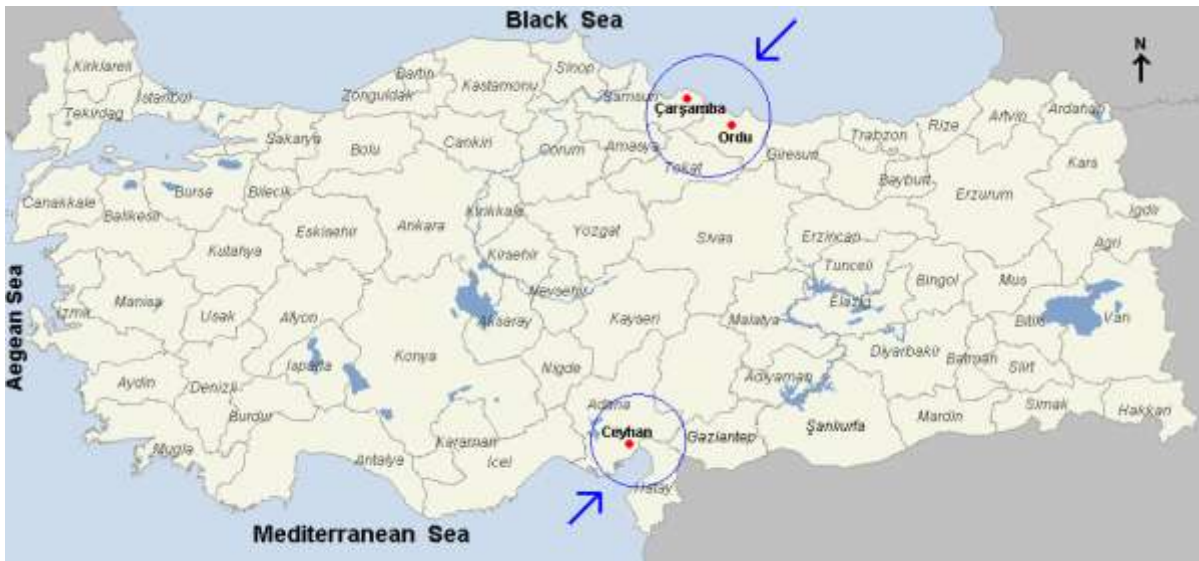 Black Sea
N
Kirklareli
Bartin
Sinop
Kastamonu
Zonguldak
Samsun
Çarşamba
Ardahan
Istanbul
Tekirdag
Artvin
Rize
Ordu
Trabzon
Sakarya
Bolu
Cankiri
Corum
Amasya
Giresun
Kars
Tokat
Bayburt
Bursa
Bilecik
Erzurum
Canakkale
Balikesir
Kirikkale
Igdir
Ankara
Eskisehir
Yozgat
Sivas
Erzincap
Agri
Kutahya
Kirsehir
Tunceli
Bingol
Mus
Nevsehir
Manisa
Elazig
Aegean Sea
Izmir
Usak
Afyon
Aksaray
Kayseri
Malatya
Bitlis
Van
Konya
Diyarbakir
Batman
Siirt
Isparta
Nigde
Aydin
Denizli
Adiyaman
Adana
Sirnak
Hakkari
Burdur
Mardin
Şanlıurfa
Ceyhan
Gaziantep
Karaman
Mugla
Antalya
Icel
Hatay
Mediterranean Sea